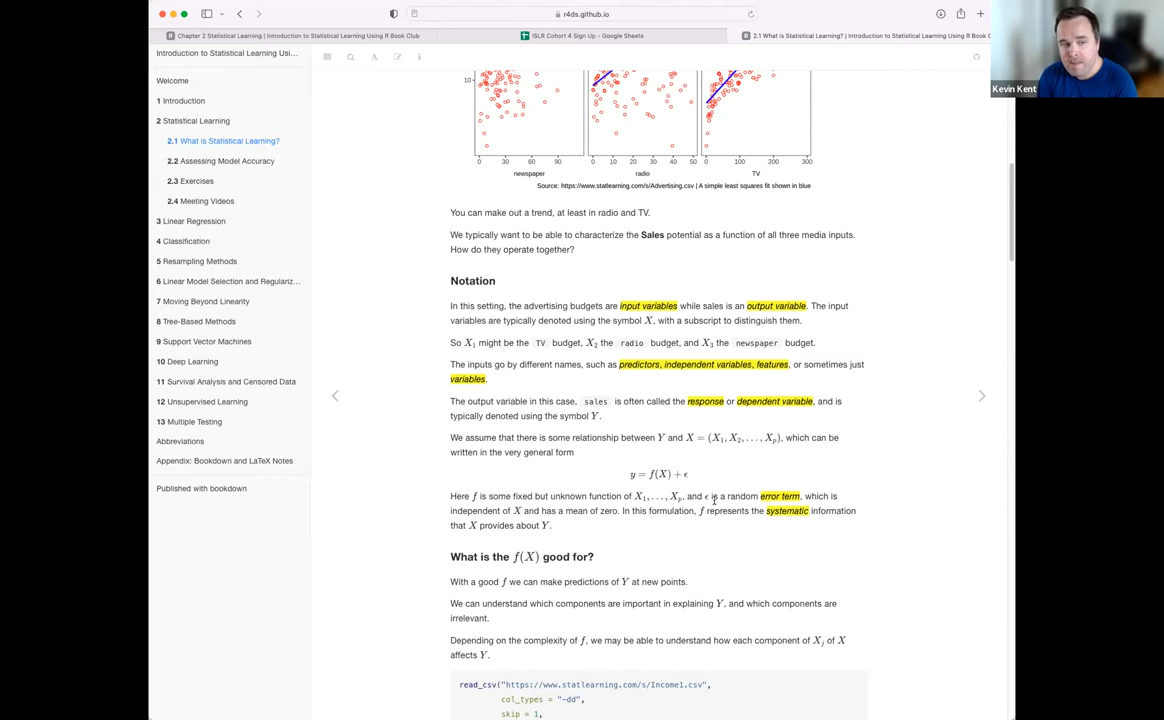 r4ds.github.io
Chapter 2 Statistical Learning | Introduction to Statistical Learning Using R Book Club
ISLR Cohort 4 Sign Up - Google Sheets
2.1 What is Statistical Learning? | Introduction to Statistical Learning Using R Book C
Kevin Kent
Introduction to Statistical Learning Usi...
Welcome
1 Introduction
2 Statistical Learning
2.1 What is Statistical Learning?
2.2 Assessing Model Accuracy
2.3 Exercises
2.4 Meeting Videos
3 Linear Regression
4 Classification
5 Resampling Methods
6 Linear Model Selection and Regulariz...
7 Moving Beyond Linearity
8 Tree-Based Methods
9 Support Vector Machines
10 Deep Learning
11 Survival Analysis and Censored Data
12 Unsupervised Learning
13 Multiple Testing
Abbreviations
Appendix: Bookdown and LaTeX Notes
Published with bookdown
10
0 30 60 90 0 10 20 30 40 50 0 100 200 300
newspaper radio TV
Source: https://www.statlearning.com/s/Advertising.csv | A simple least squares fit shown in blue
You can make out a trend, at least in radio and TV.
We typically want to be able to characterize the Sales potential as a function of all three media inputs.
How do they operate together?
Notation
In this setting, the advertising budgets are input variables while sales is an output variable. The input
variables are typically denoted using the symbol X, with a subscript to distinguish them.
So X₁ might be the TV budget, X₂ the radio budget, and X₃ the newspaper budget.
The inputs go by different names, such as predictors, independent variables, features, or sometimes just
variables.
The output variable in this case, sales is often called the response or dependent variable, and is
typically denoted using the symbol Y.
We assume that there is some relationship between Y and X = (X₁, X₂, . . . , Xₚ), which can be
written in the very general form
y = f(X) + ϵ
Here f is some fixed but unknown function of X₁, . . . , Xₚ, and ϵ is a random error term, which is
independent of X and has a mean of zero. In this formulation, f represents the systematic information
that X provides about Y.
What is the f(X) good for?
With a good f we can make predictions of Y at new points.
We can understand which components are important in explaining Y, and which components are
irrelevant.
Depending on the complexity of f, we may be able to understand how each component of Xⱼ of X
affects Y.
read_csv("https://www.statlearning.com/s/Income1.csv",
col_types = "-dd",
skip = 1,